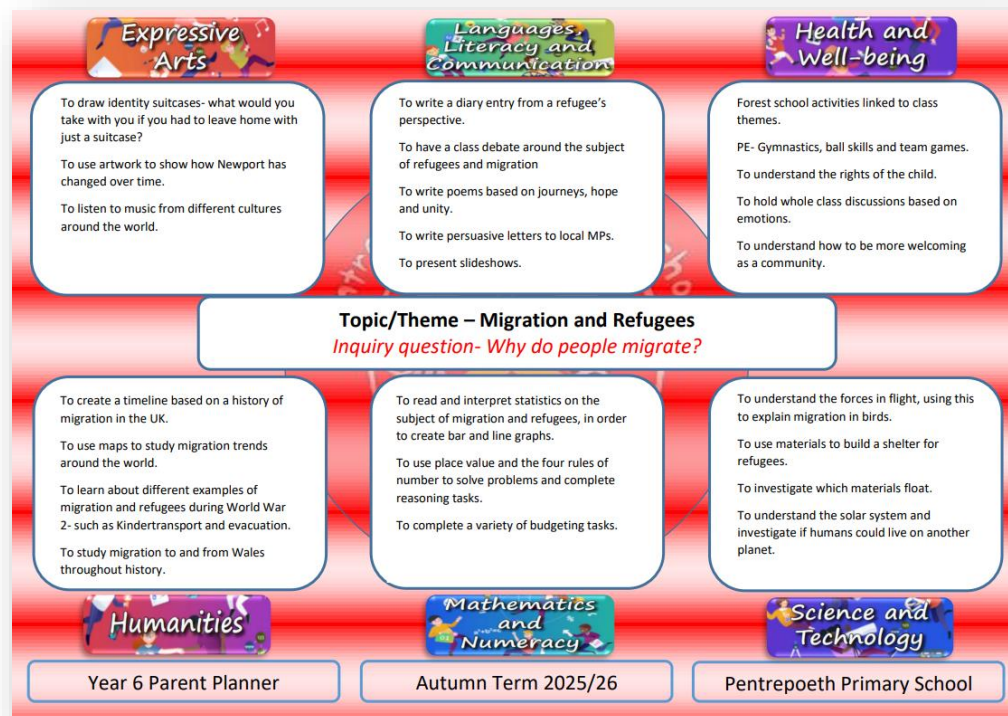 Expressive
Arts
To draw identity suitcases- what would you
take with you if you had to leave home with
just a suitcase?
To use artwork to show how Newport has
changed over time.
To listen to music from different cultures
around the world.
Languages
Literacy and
Communication
To write a diary entry from a refugee's
perspective.
To have a class debate around the subject
of refugees and migration
To write poems based on journeys, hope
and unity.
To write persuasive letters to local MPs.
To present slideshows.
Health and
Well-being
Forest school activities linked to class
themes.
PE- Gymnastics, ball skills and team games.
To understand the rights of the child.
To hold whole class discussions based on
emotions.
To understand how to be more welcoming
as a community.
Topic/Theme – Migration and Refugees
Inquiry question- Why do people migrate?
To create a timeline based on a history of
migration in the UK.
To use maps to study migration trends
around the world.
To learn about different examples of
migration and refugees during World War
2- such as Kindertransport and evacuation.
To study migration to and from Wales
throughout history.
Humanities
To read and interpret statistics on the
subject of migration and refugees, in order
to create bar and line graphs.
To use place value and the four rules of
number to solve problems and complete
reasoning tasks.
To complete a variety of budgeting tasks.
Mathematics
and
Numeracy
To understand the forces in flight, using this
to explain migration in birds.
To use materials to build a shelter for
refugees.
To investigate which materials float.
To understand the solar system and
investigate if humans could live on another
planet.
Science and
Technology
Year 6 Parent Planner
Autumn Term 2025/26
Pentrepoeth Primary School